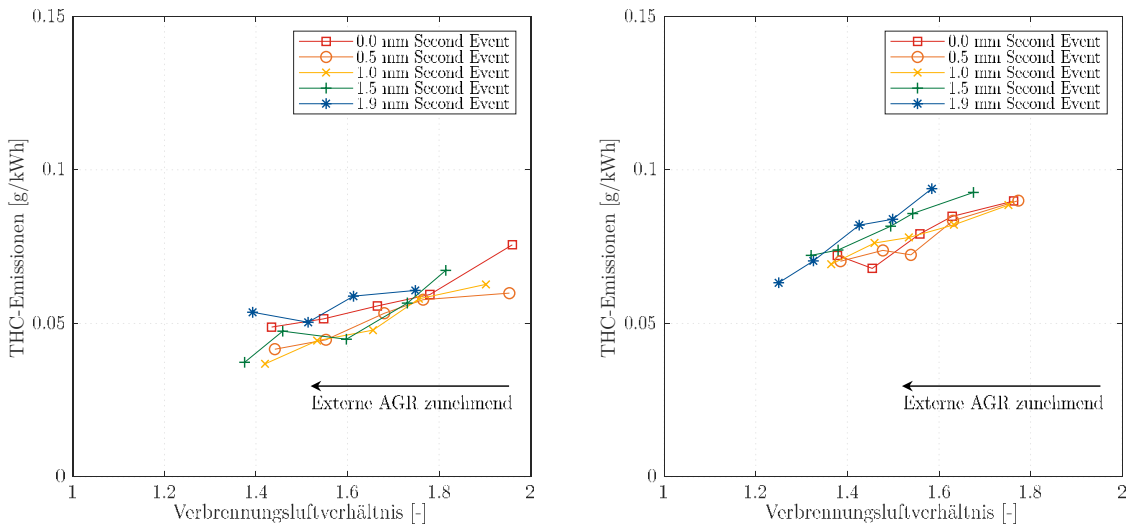 0.15
0.1
0.05
0
THC-Emissionen [g/kWh]
0.0 mm Second Event
0.5 mm Second Event
1.0 mm Second Event
1.5 mm Second Event
1.9 mm Second Event
Externe AGR zunehmend
1 1.2 1.4 1.6 1.8 2
Verbrennungsluftverhältnis [-]
0.15
0.1
0.05
0
THC-Emissionen [g/kWh]
0.0 mm Second Event
0.5 mm Second Event
1.0 mm Second Event
1.5 mm Second Event
1.9 mm Second Event
Externe AGR zunehmend
1 1.2 1.4 1.6 1.8 2
Verbrennungsluftverhältnis [-]